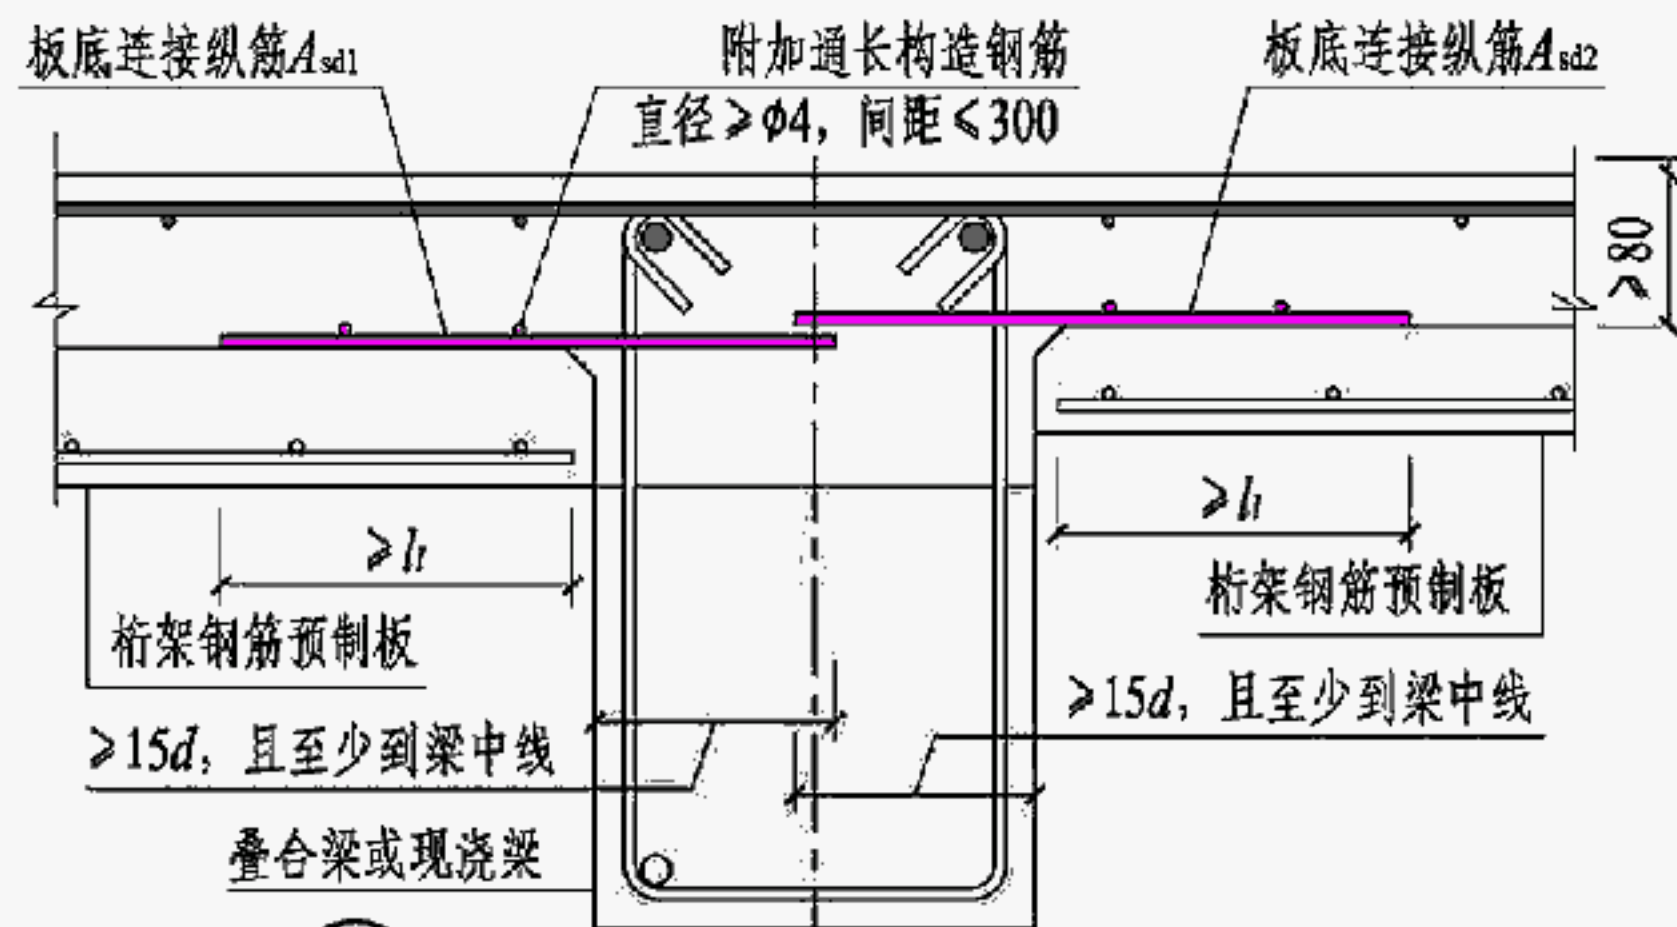 板底连接纵筋Asd1
附加通长构造钢筋
直径≥φ4，间距<300
板底连接纵筋Asd2
≥80
≥ll
≥ll
桁架钢筋预制板
桁架钢筋预制板
≥15d，且至少到梁中线
≥15d，且至少到梁中线
叠合梁或现浇梁